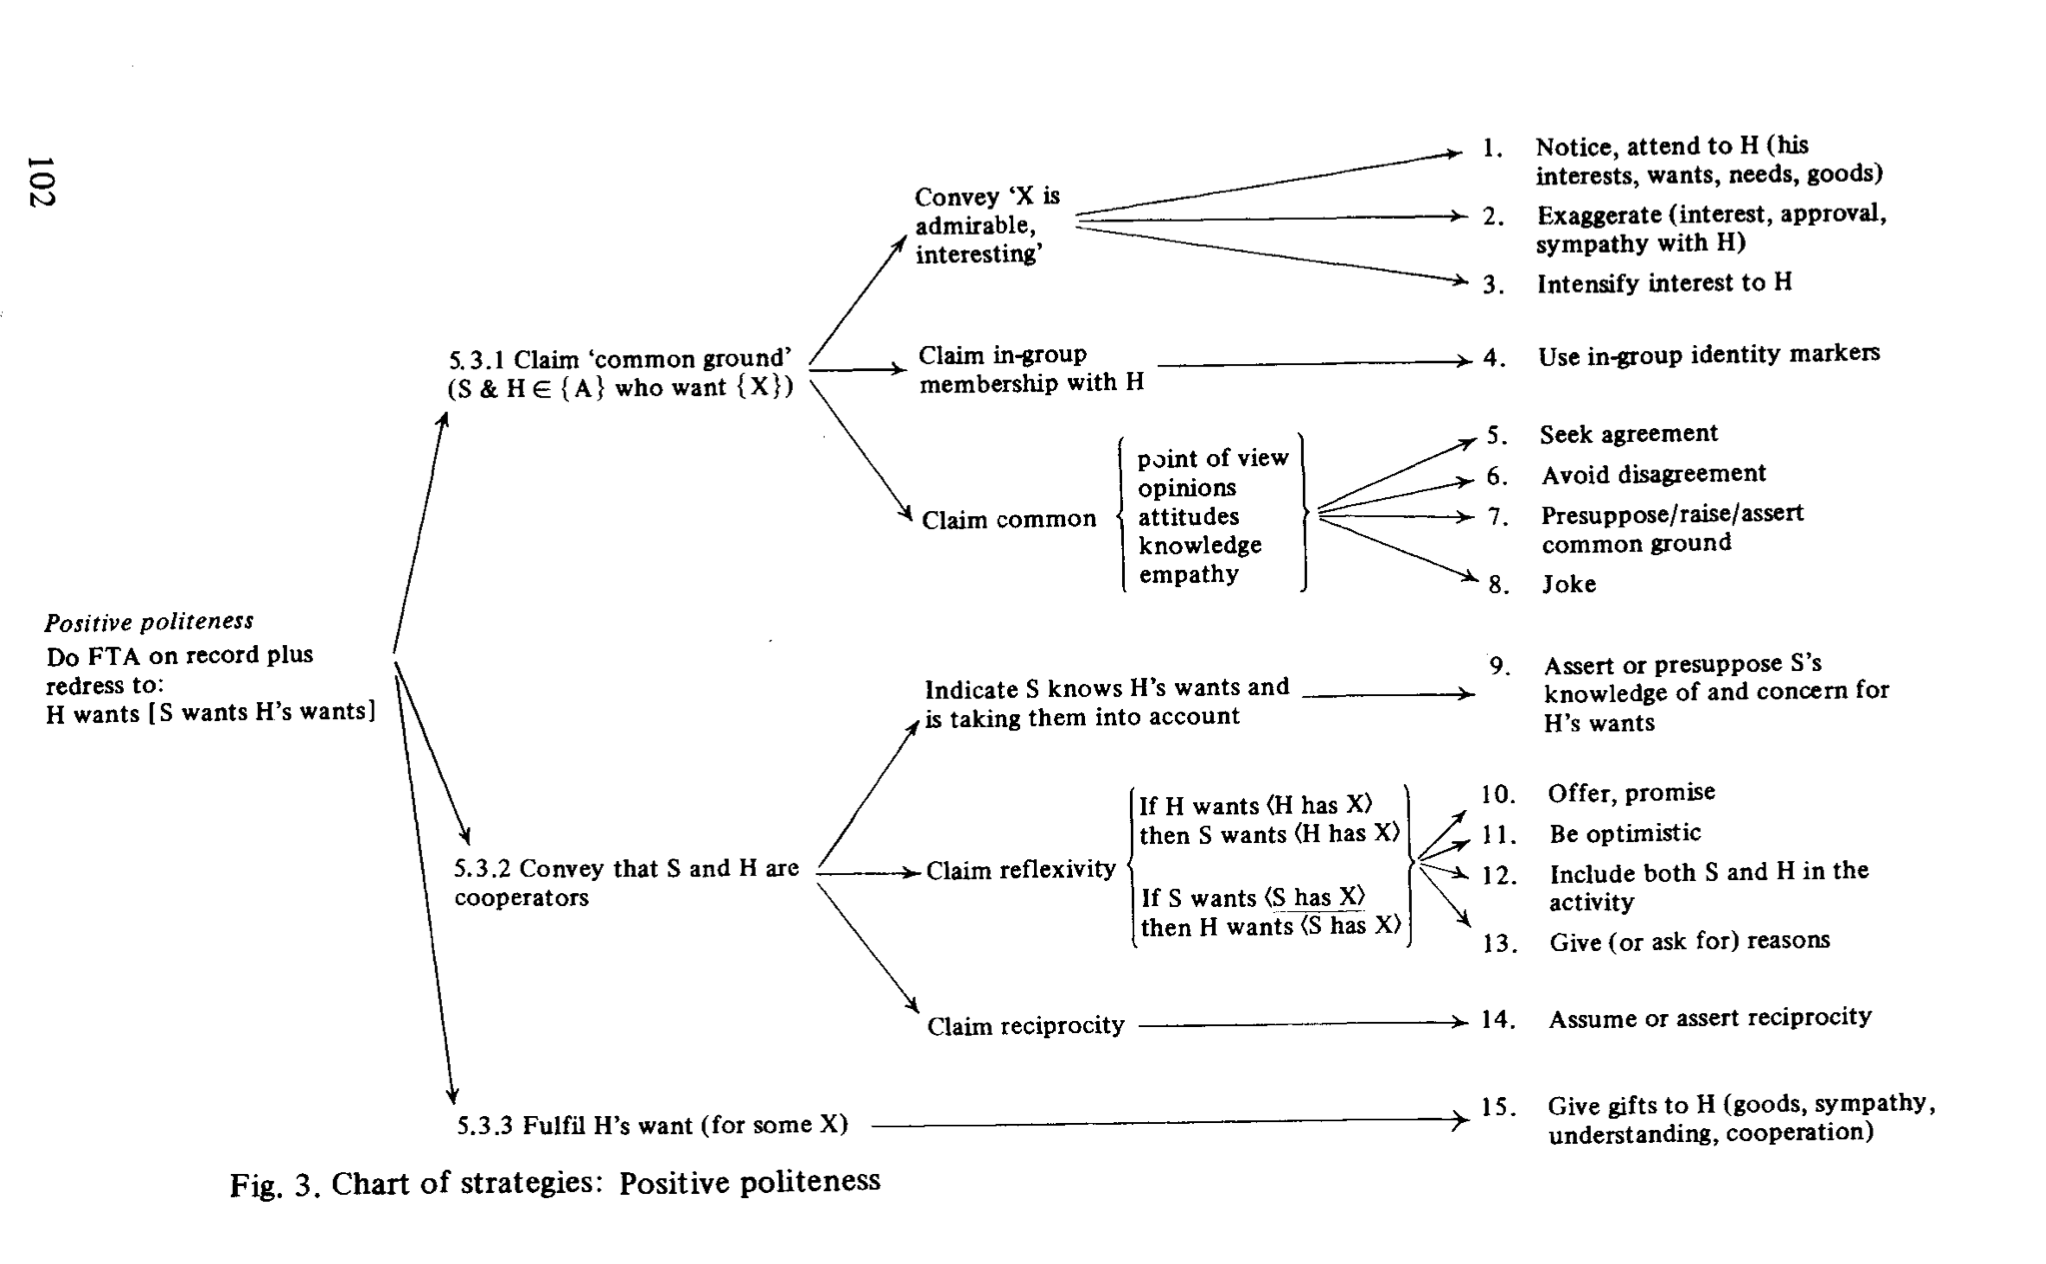 102
Positive politeness
Do FTA on record plus
redress to:
H wants [S wants H's wants]
5.3.1 Claim ‘common ground’
(S & H ∈ {A} who want {X})
Convey ‘X is
admirable,
interesting’
1. Notice, attend to H (his
interests, wants, needs, goods)
2. Exaggerate (interest, approval,
sympathy with H)
3. Intensify interest to H
Claim in-group
membership with H
4. Use in-group identity markers
Claim common
point of view
opinions
attitudes
knowledge
empathy
5. Seek agreement
6. Avoid disagreement
7. Presuppose/raise/assert
common ground
8. Joke
5.3.2 Convey that S and H are
cooperators
Indicate S knows H's wants and
is taking them into account
9. Assert or presuppose S's
knowledge of and concern for
H's wants
Claim reflexivity
If H wants ⟨H has X⟩
then S wants ⟨H has X⟩
If S wants ⟨S has X⟩
then H wants ⟨S has X⟩
10. Offer, promise
11. Be optimistic
12. Include both S and H in the
activity
13. Give (or ask for) reasons
Claim reciprocity
14. Assume or assert reciprocity
5.3.3 Fulfil H's want (for some X)
15. Give gifts to H (goods, sympathy,
understanding, cooperation)
Fig. 3. Chart of strategies: Positive politeness